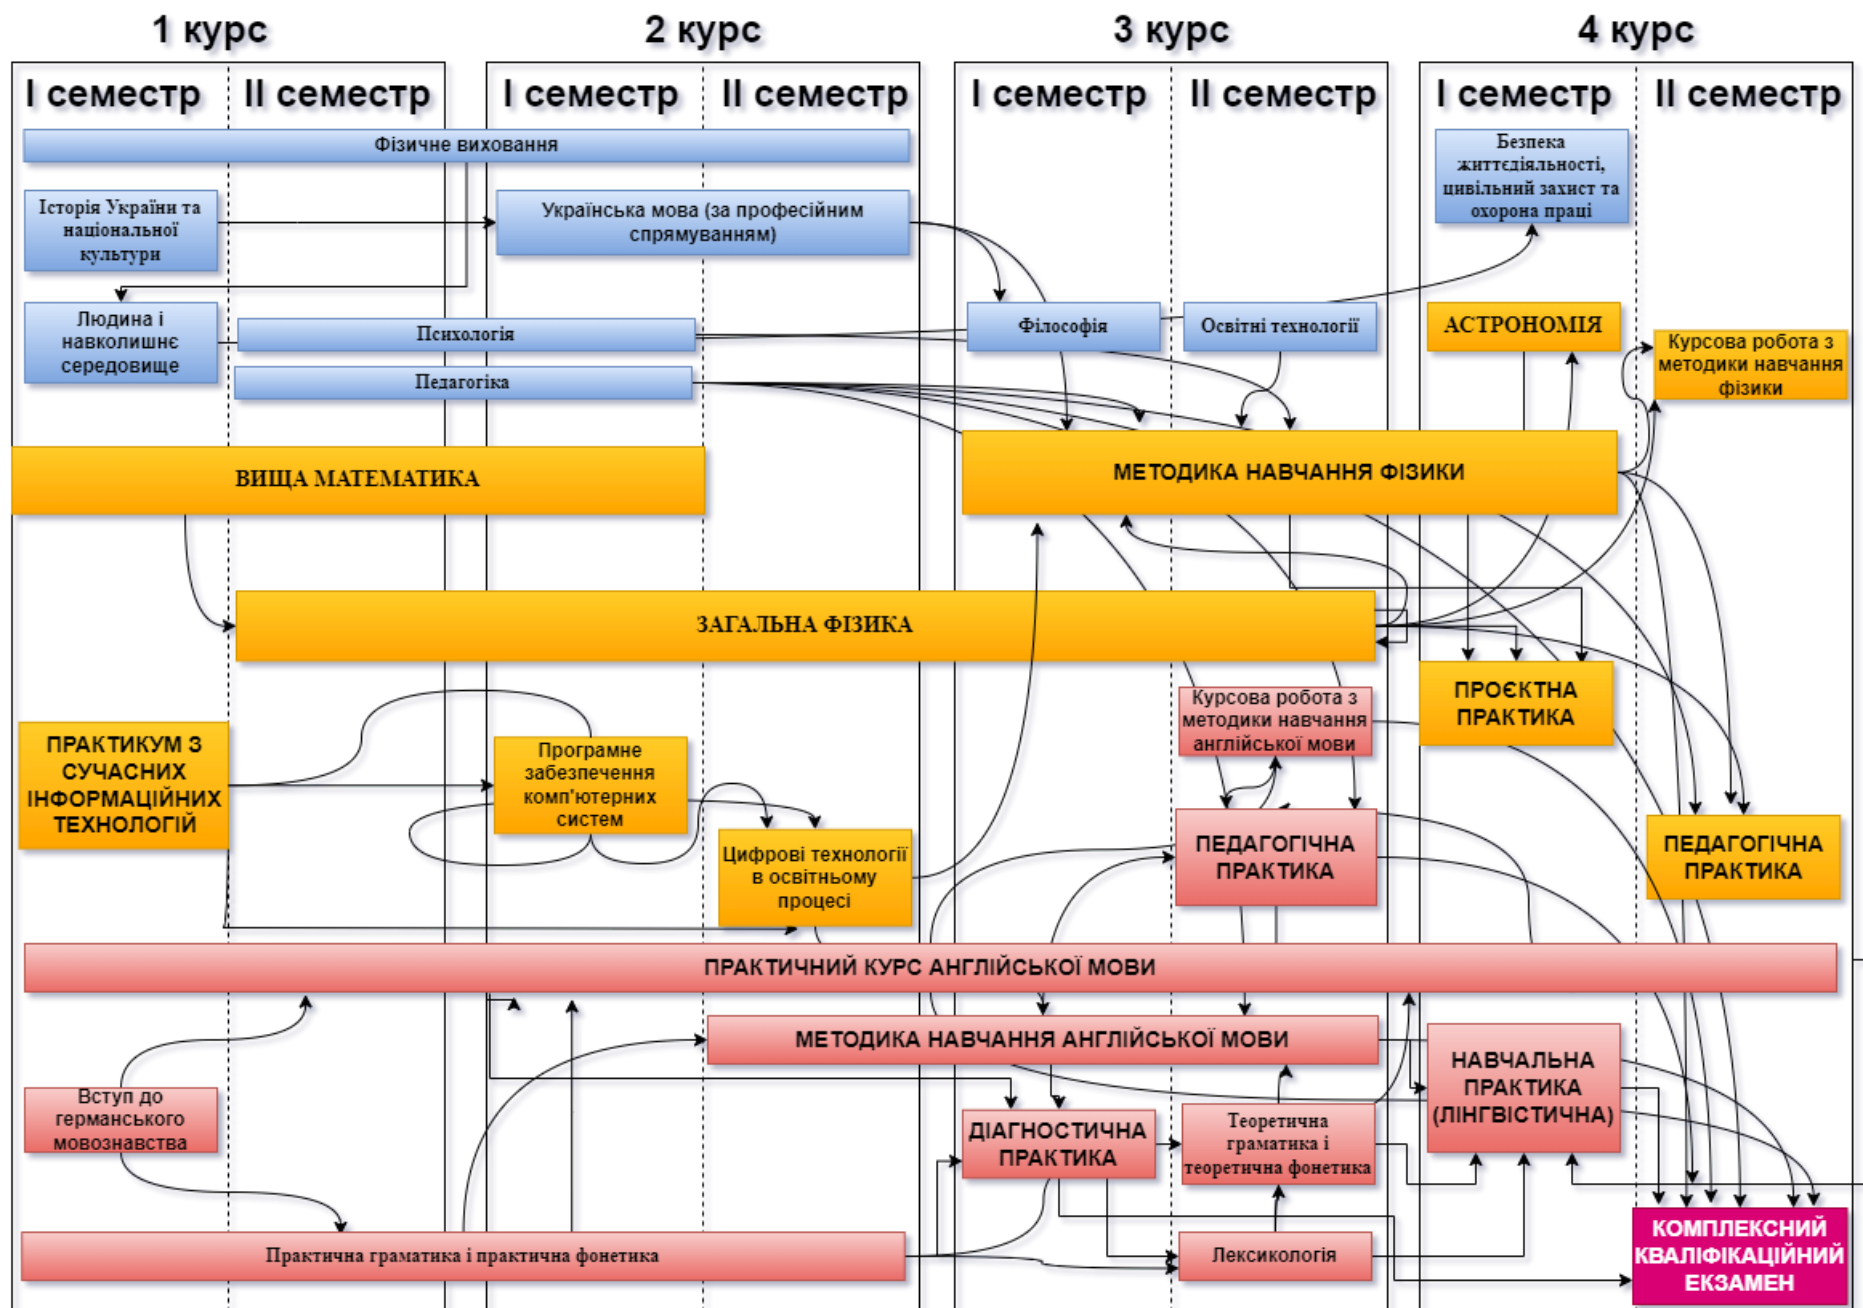 1 курс
2 курс
3 курс
4 курс
I семестр
II семестр
I семестр
II семестр
I семестр
II семестр
I семестр
II семестр
Фізичне виховання
Безпека
життєдіяльності,
цивільний захист та
охорона праці
Історія України та
національної
культури
Українська мова (за професійним
спрямуванням)
Людина і
навколишнє
середовище
Психологія
Філософія
Освітні технології
АСТРОНОМІЯ
Курсова робота з
методики навчання
фізики
Педагогіка
ВИЩА МАТЕМАТИКА
МЕТОДИКА НАВЧАННЯ ФІЗИКИ
ЗАГАЛЬНА ФІЗИКА
ПРАКТИКУМ З
СУЧАСНИХ
ІНФОРМАЦІЙНИХ
ТЕХНОЛОГІЙ
Програмне
забезпечення
комп'ютерних
систем
Курсова робота з
методики навчання
англійської мови
ПРОЄКТНА
ПРАКТИКА
Цифрові технології
в освітньому
процесі
ПЕДАГОГІЧНА
ПРАКТИКА
ПЕДАГОГІЧНА
ПРАКТИКА
ПРАКТИЧНИЙ КУРС АНГЛІЙСЬКОЇ МОВИ
МЕТОДИКА НАВЧАННЯ АНГЛІЙСЬКОЇ МОВИ
Вступ до
германського
мовознавства
ДІАГНОСТИЧНА
ПРАКТИКА
Теоретична
граматика і
теоретична фонетика
НАВЧАЛЬНА
ПРАКТИКА
(ЛІНГВІСТИЧНА)
Практична граматика і практична фонетика
Лексикологія
КОМПЛЕКСНИЙ
КВАЛІФІКАЦІЙНИЙ
ЕКЗАМЕН